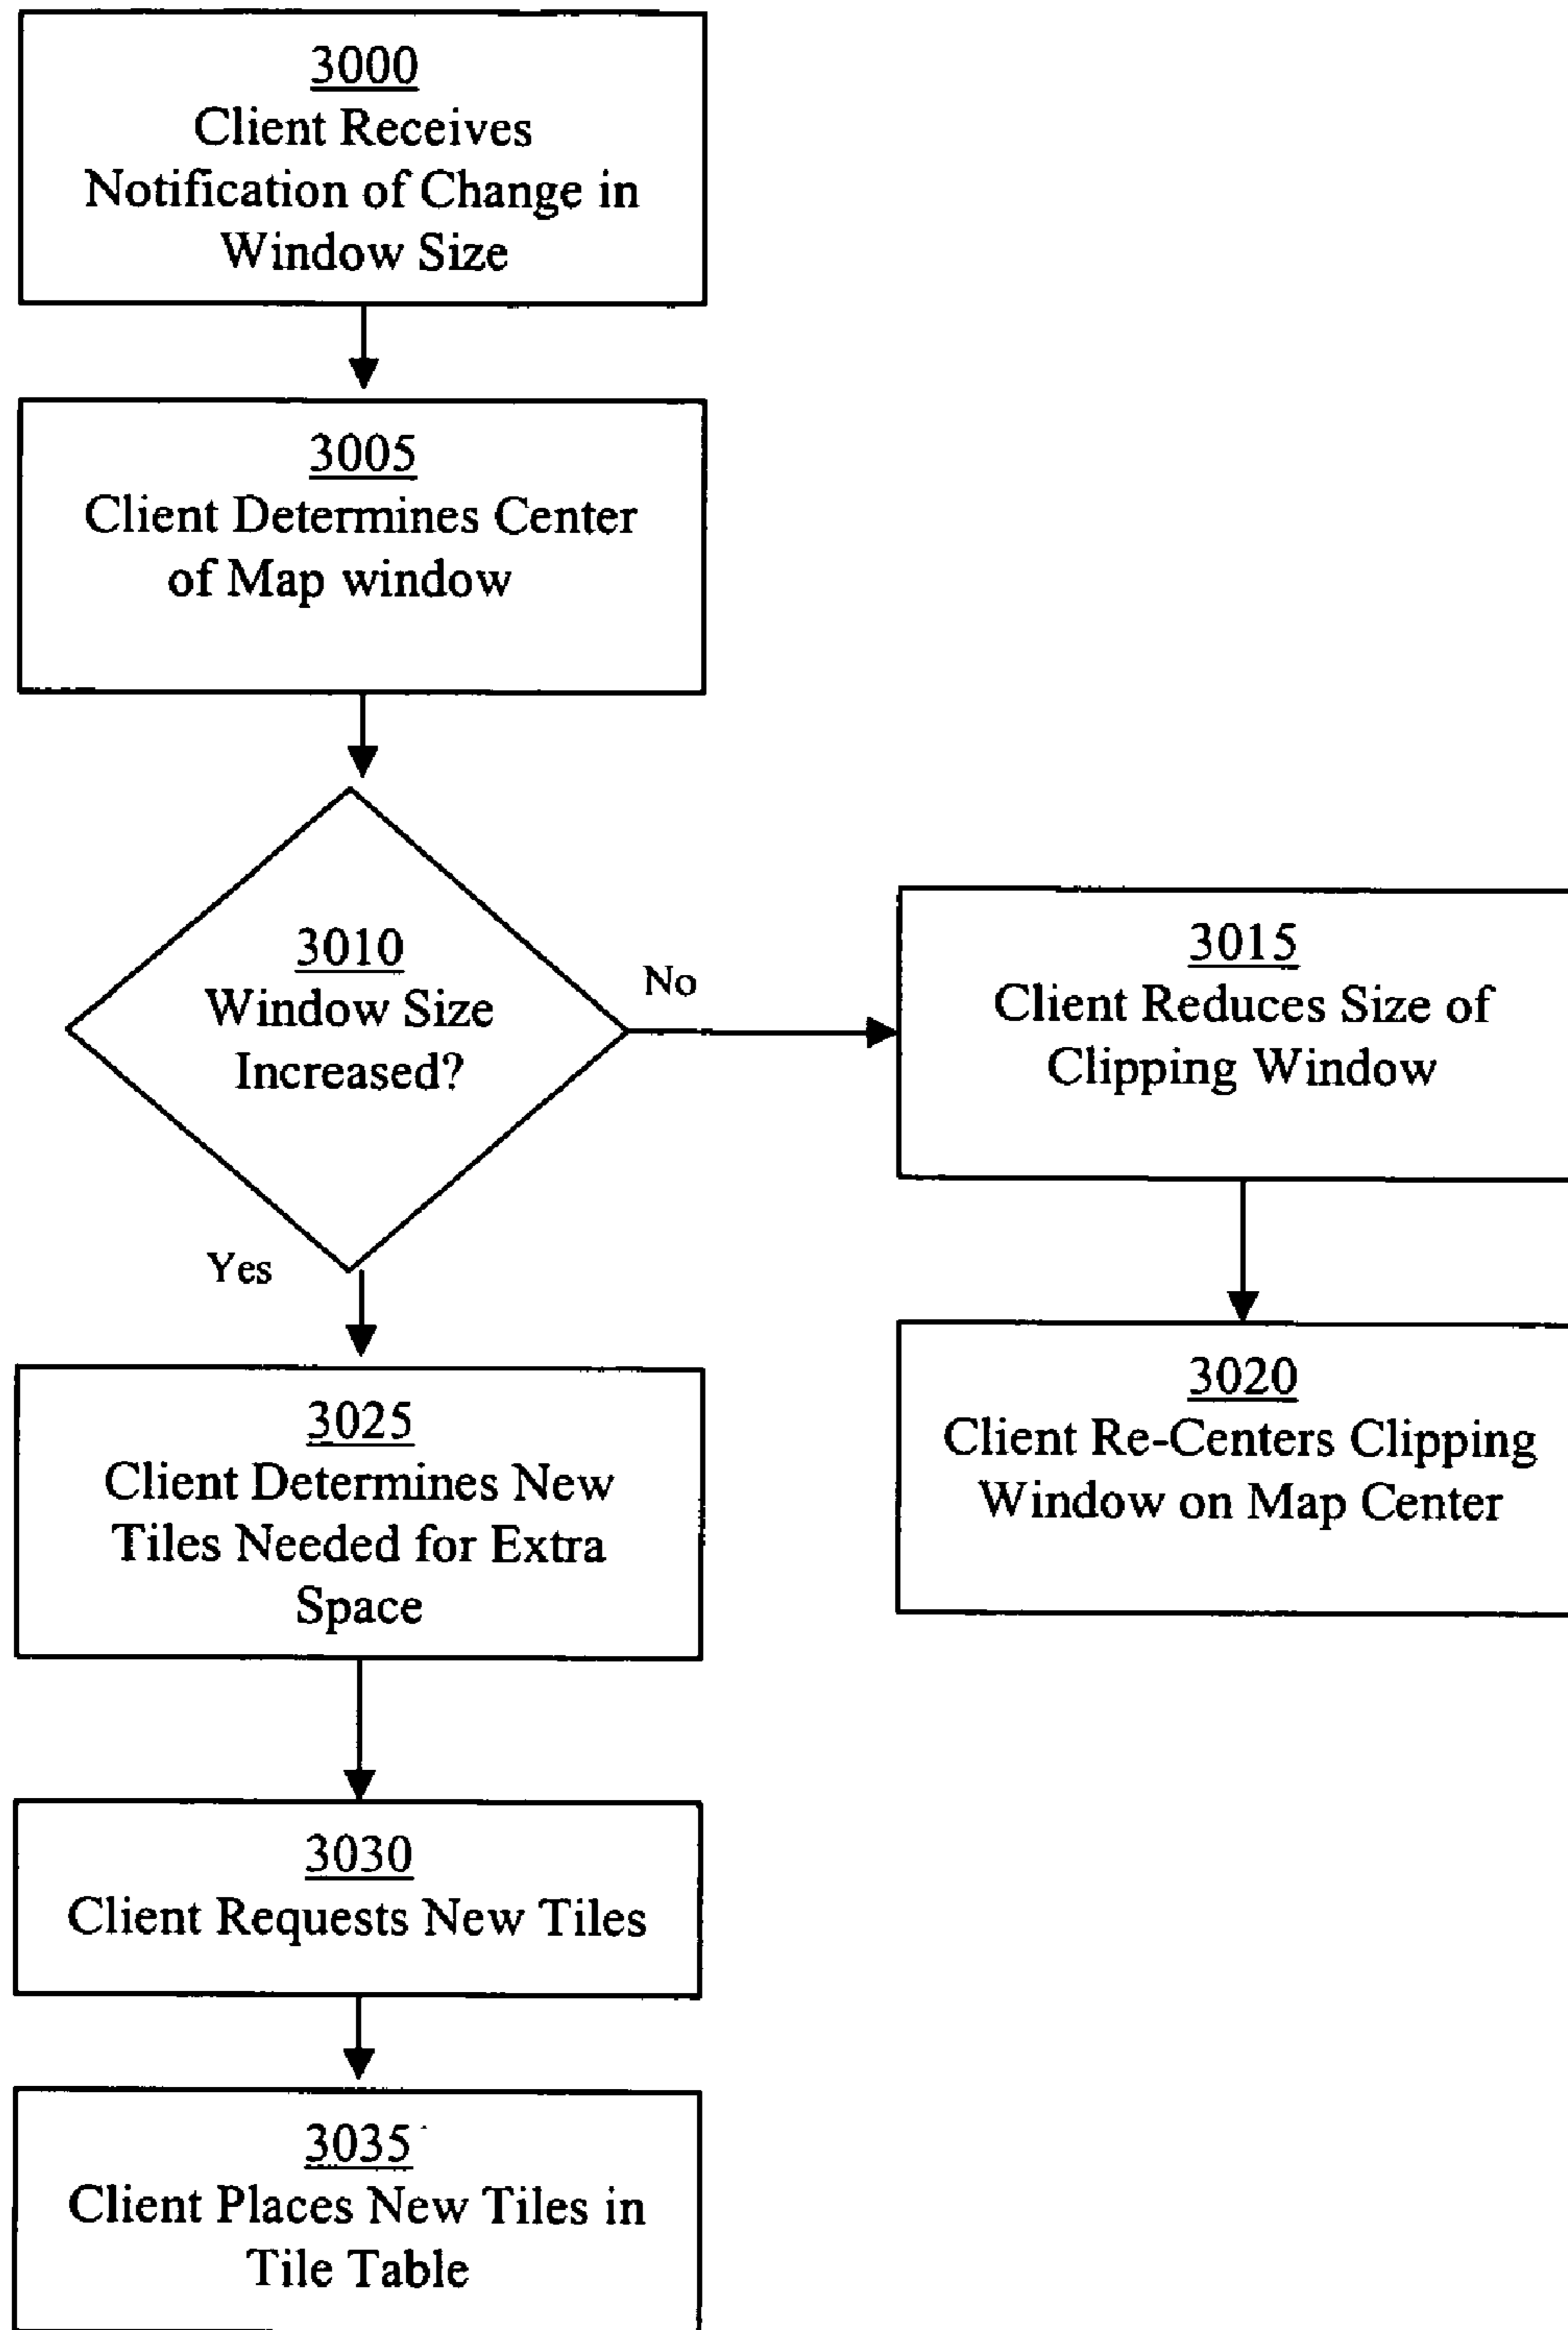 3000
Client Receives
Notification of Change in
Window Size
3005
Client Determines Center
of Map window
3010
Window Size
Increased?
No
3015
Client Reduces Size of
Clipping Window
3020
Client Re-Centers Clipping
Window on Map Center
Yes
3025
Client Determines New
Tiles Needed for Extra
Space
3030
Client Requests New Tiles
3035
Client Places New Tiles in
Tile Table